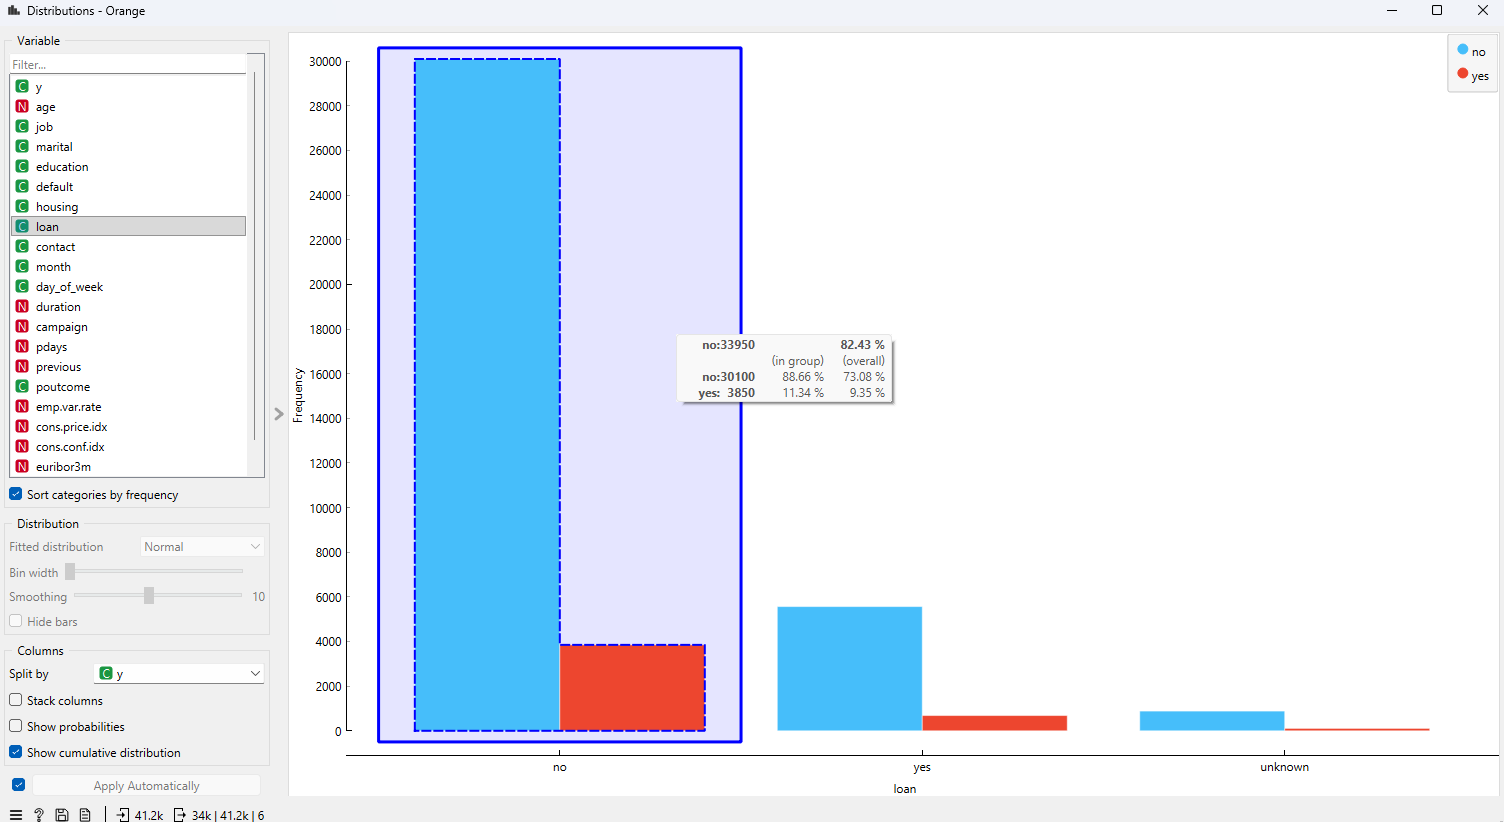 Distributions - Orange
Variable
Filter...
y
age
job
marital
education
default
housing
loan
contact
month
day_of_week
duration
campaign
pdays
previous
poutcome
emp.var.rate
cons.price.idx
cons.conf.idx
euribor3m
Sort categories by frequency
Distribution
Fitted distribution Normal
Bin width
Smoothing 10
Hide bars
Columns
Split by C y
Stack columns
Show probabilities
Show cumulative distribution
Apply Automatically
41.2k 34k | 41.2k | 6
Frequency
30000
28000
26000
24000
22000
20000
18000
16000
14000
12000
10000
8000
6000
4000
2000
0
no:33950 82.43 %
(in group) (overall)
no:30100 88.66 % 73.08 %
yes: 3850 11.34 % 9.35 %
no yes unknown
loan
no
yes